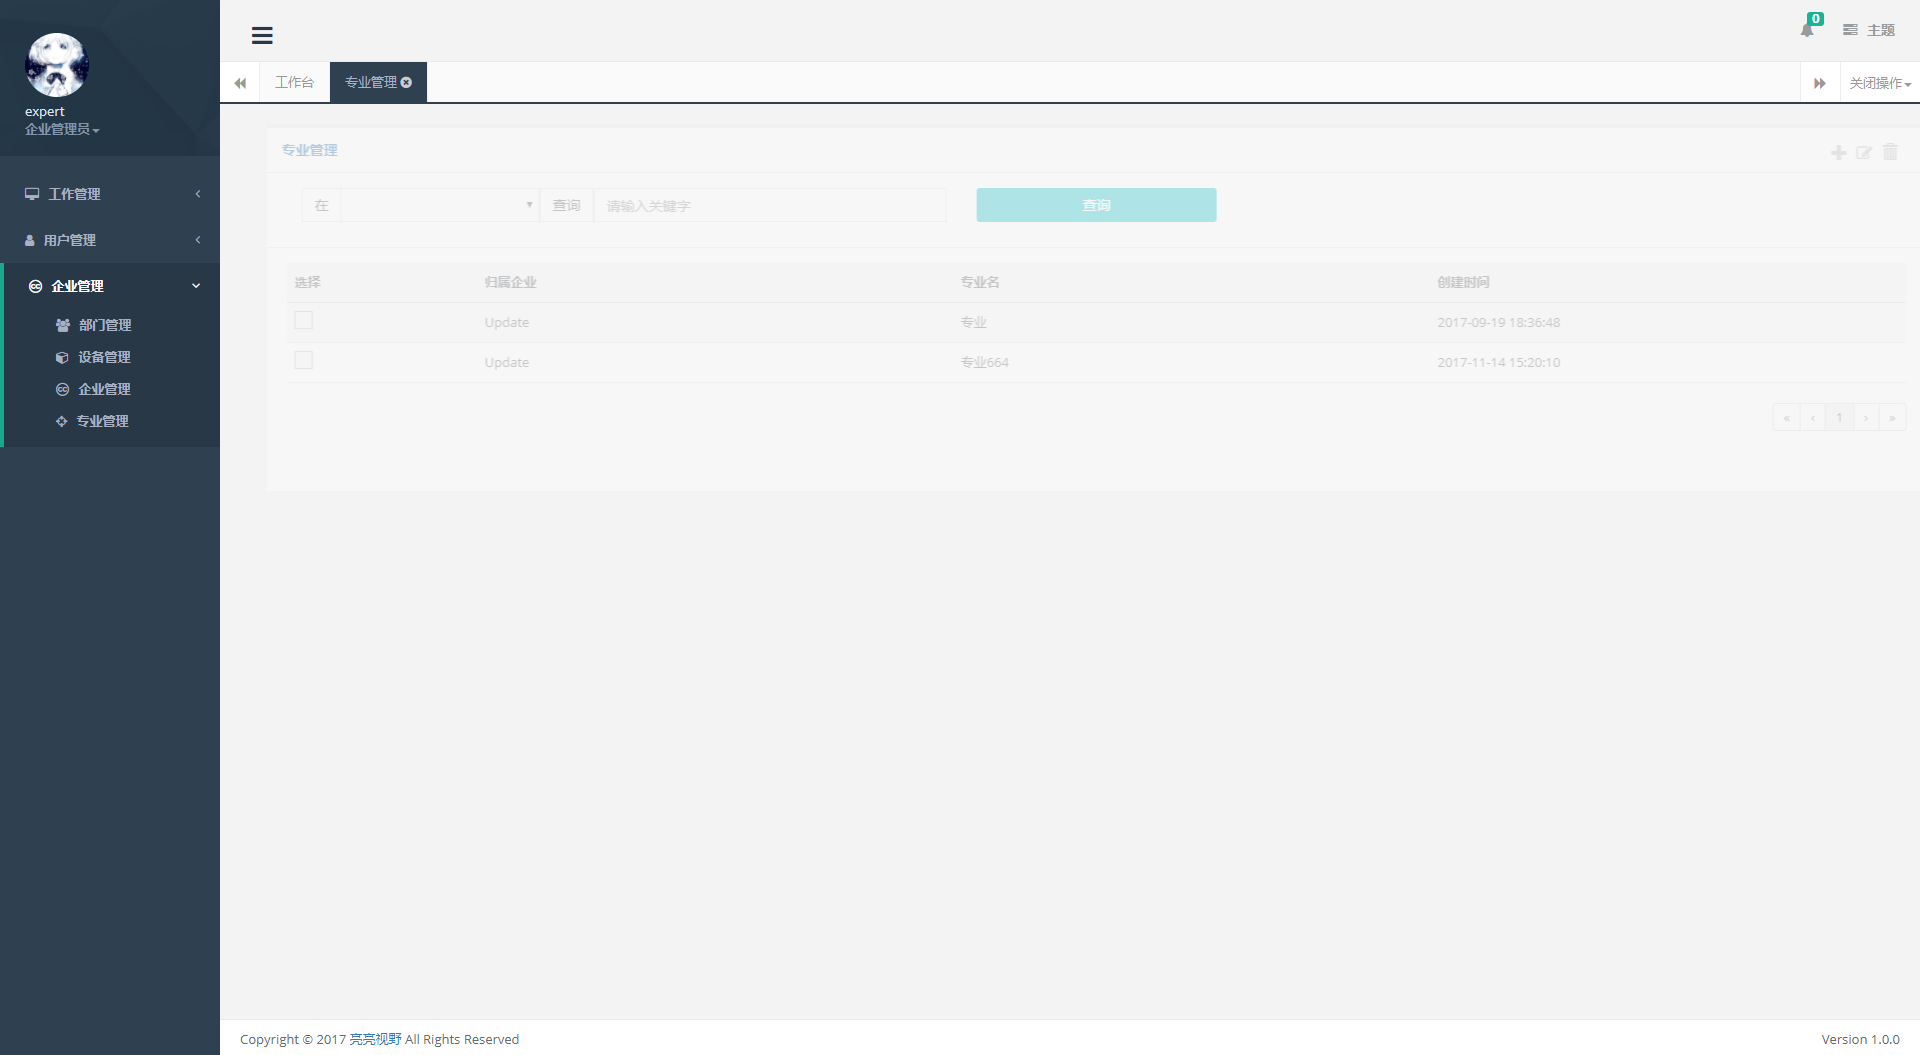 expert
企业管理员
工作管理
用户管理
企业管理
部门管理
设备管理
企业管理
专业管理
0
主题
工作台
专业管理
关闭操作
专业管理
在
查询
请输入关键字
查询
选择 归属企业 专业名 创建时间
Update 专业 2017-09-19 18:36:48
Update 专业664 2017-11-14 15:20:10
« ‹ 1 › »
Copyright © 2017 亮亮视野 All Rights Reserved
Version 1.0.0